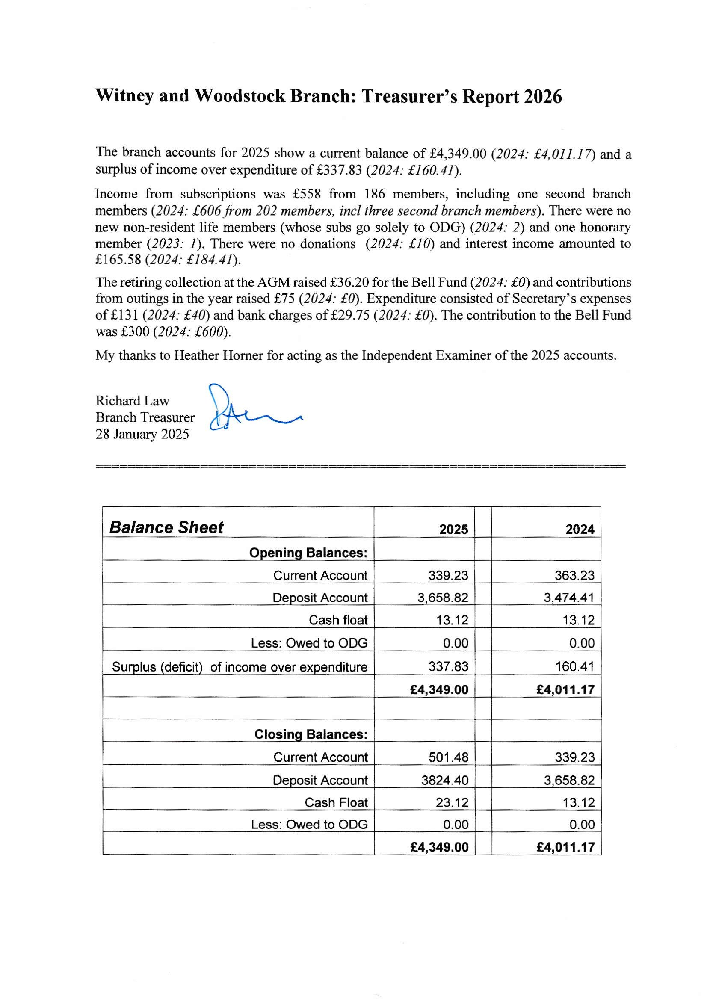 Witney and Woodstock Branch: Treasurer's Report 2026
The branch accounts for 2025 show a current balance of £4,349.00 (2024: £4,011.17) and a
surplus of income over expenditure of £337.83 (2024: £160.41).
Income from subscriptions was £558 from 186 members, including one second branch
members (2024: £606 from 202 members, incl three second branch members). There were no
new non-resident life members (whose subs go solely to ODG) (2024: 2) and one honorary
member (2023: 1). There were no donations (2024: £10) and interest income amounted to
£165.58 (2024: £184.41).
The retiring collection at the AGM raised £36.20 for the Bell Fund (2024: £0) and contributions
from outings in the year raised £75 (2024: £0). Expenditure consisted of Secretary's expenses
of £131 (2024: £40) and bank charges of £29.75 (2024: £0). The contribution to the Bell Fund
was £300 (2024: £600).
My thanks to Heather Horner for acting as the Independent Examiner of the 2025 accounts.
Richard Law
Branch Treasurer
28 January 2025
Balance Sheet 2025 2024
Opening Balances:
Current Account 339.23 363.23
Deposit Account 3,658.82 3,474.41
Cash float 13.12 13.12
Less: Owed to ODG 0.00 0.00
Surplus (deficit) of income over expenditure 337.83 160.41
£4,349.00 £4,011.17
Closing Balances:
Current Account 501.48 339.23
Deposit Account 3824.40 3,658.82
Cash Float 23.12 13.12
Less: Owed to ODG 0.00 0.00
£4,349.00 £4,011.17